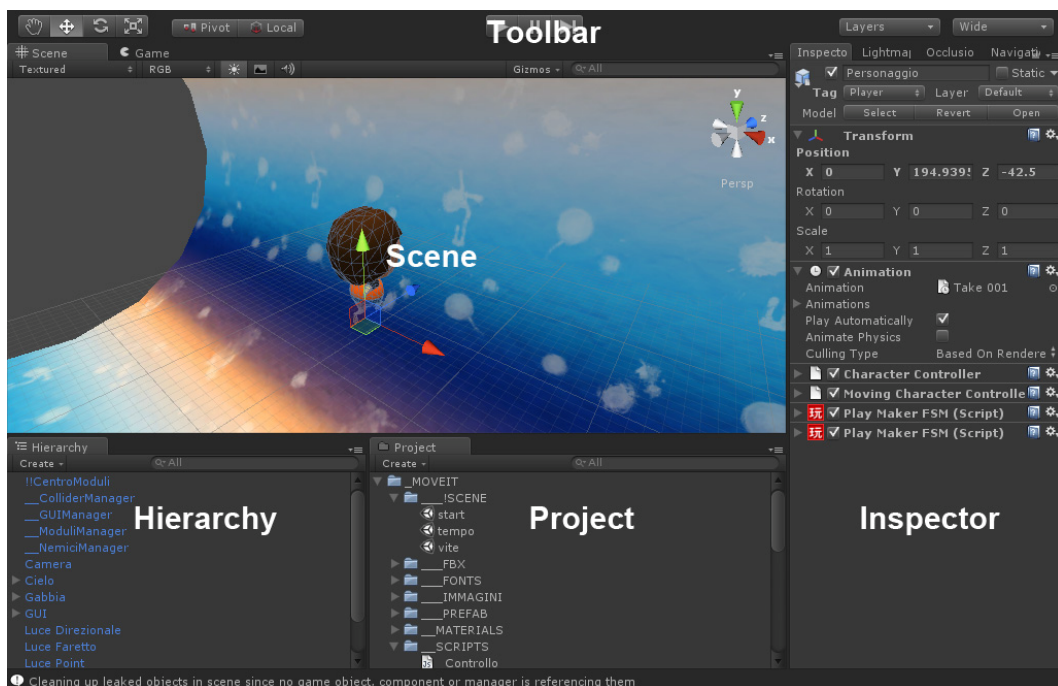 Pivot Local Toolbar Layers Wide
Scene Game
Textured RGB Gizmos All
y
z
x
Persp
Scene
Inspecto Lightmap Occlusio Navigati
Personaggio Static
Tag Player Layer Default
Model Select Revert Open
Transform
Position
X 0 Y 194.939 Z -42.5
Rotation
X 0 Y 0 Z 0
Scale
X 1 Y 1 Z 1
Animation
Animation Take 001
Animations
Play Automatically
Animate Physics
Culling Type Based On Rendere
Character Controller
Moving Character Controlle
玩 Play Maker FSM (Script)
玩 Play Maker FSM (Script)
Inspector
Hierarchy
Create All
!!CentroModuli
__ColliderManager
__GUIManager
__ModuliManager
__NemiciManager
Camera
Cielo
Gabbia
GUI
Luce Direzionale
Luce Faretto
Luce Point
Hierarchy
Project
Create All
_MOVEIT
___!SCENE
start
tempo
vite
___FBX
___FONTS
___IMMAGINI
___PREFAB
__MATERIALS
__SCRIPTS
Controllo
Project
Cleaning up leaked objects in scene since no game object, component or manager is referencing them